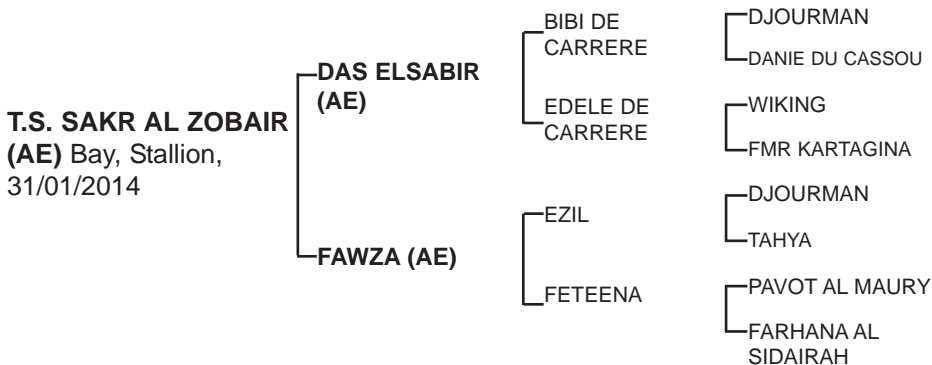 T.S. SAKR AL ZOBAIR
(AE) Bay, Stallion,
31/01/2014
DAS ELSABIR
(AE)
FAWZA (AE)
BIBI DE
CARRERE
EDELE DE
CARRERE
EZIL
FETEENA
DJOURMAN
DANIE DU CASSOU
WIKING
FMR KARTAGINA
DJOURMAN
TAHYA
PAVOT AL MAURY
FARHANA AL
SIDAIRAH